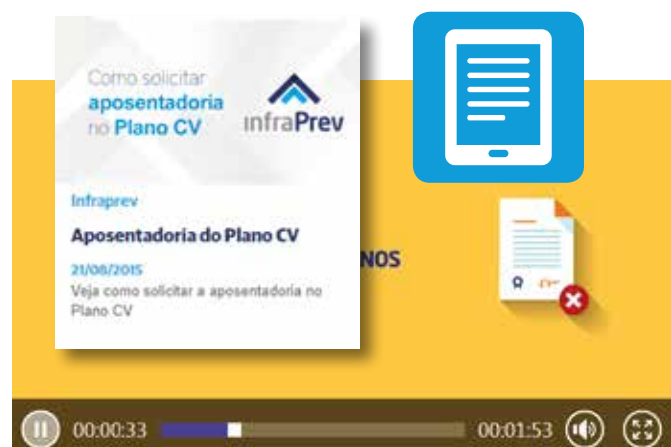 Como solicitar
aposentadoria
no Plano CV
infraPrev
Infraprev
Aposentadoria do Plano CV
21/08/2015
Veja como solicitar a aposentadoria no
Plano CV
NOS
00:00:33
00:01:53